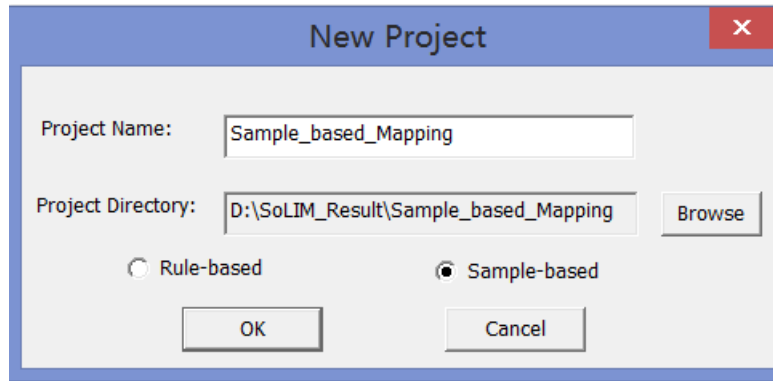 New Project
Project Name: Sample_based_Mapping
Project Directory: D:\SoLIM_Result\Sample_based_Mapping Browse
Rule-based Sample-based
OK Cancel